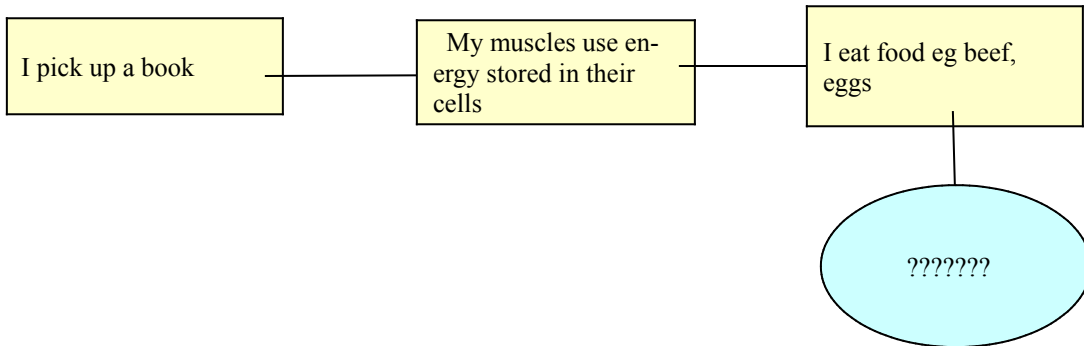 I pick up a book
My muscles use en-
ergy stored in their
cells
I eat food eg beef,
eggs
???????